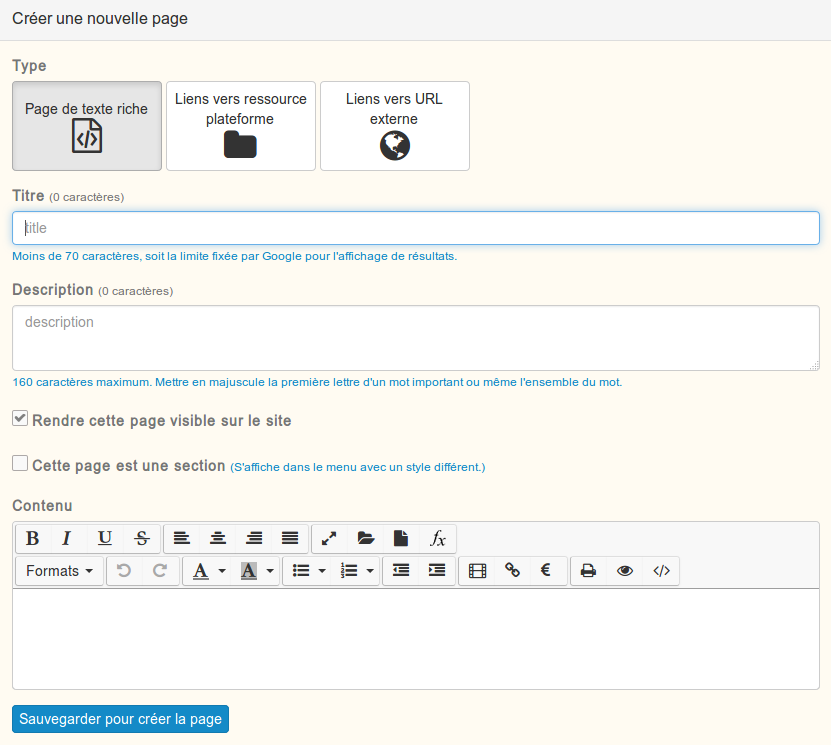 Créer une nouvelle page
Type
Page de texte riche
Liens vers ressource
plateforme
Liens vers URL
externe
Titre (0 caractères)
title
Moins de 70 caractères, soit la limite fixée par Google pour l'affichage de résultats.
Description (0 caractères)
description
160 caractères maximum. Mettre en majuscule la première lettre d'un mot important ou même l'ensemble du mot.
Rendre cette page visible sur le site
Cette page est une section (S'affiche dans le menu avec un style différent.)
Contenu
B I U S fx
Formats A A €
Sauvegarder pour créer la page